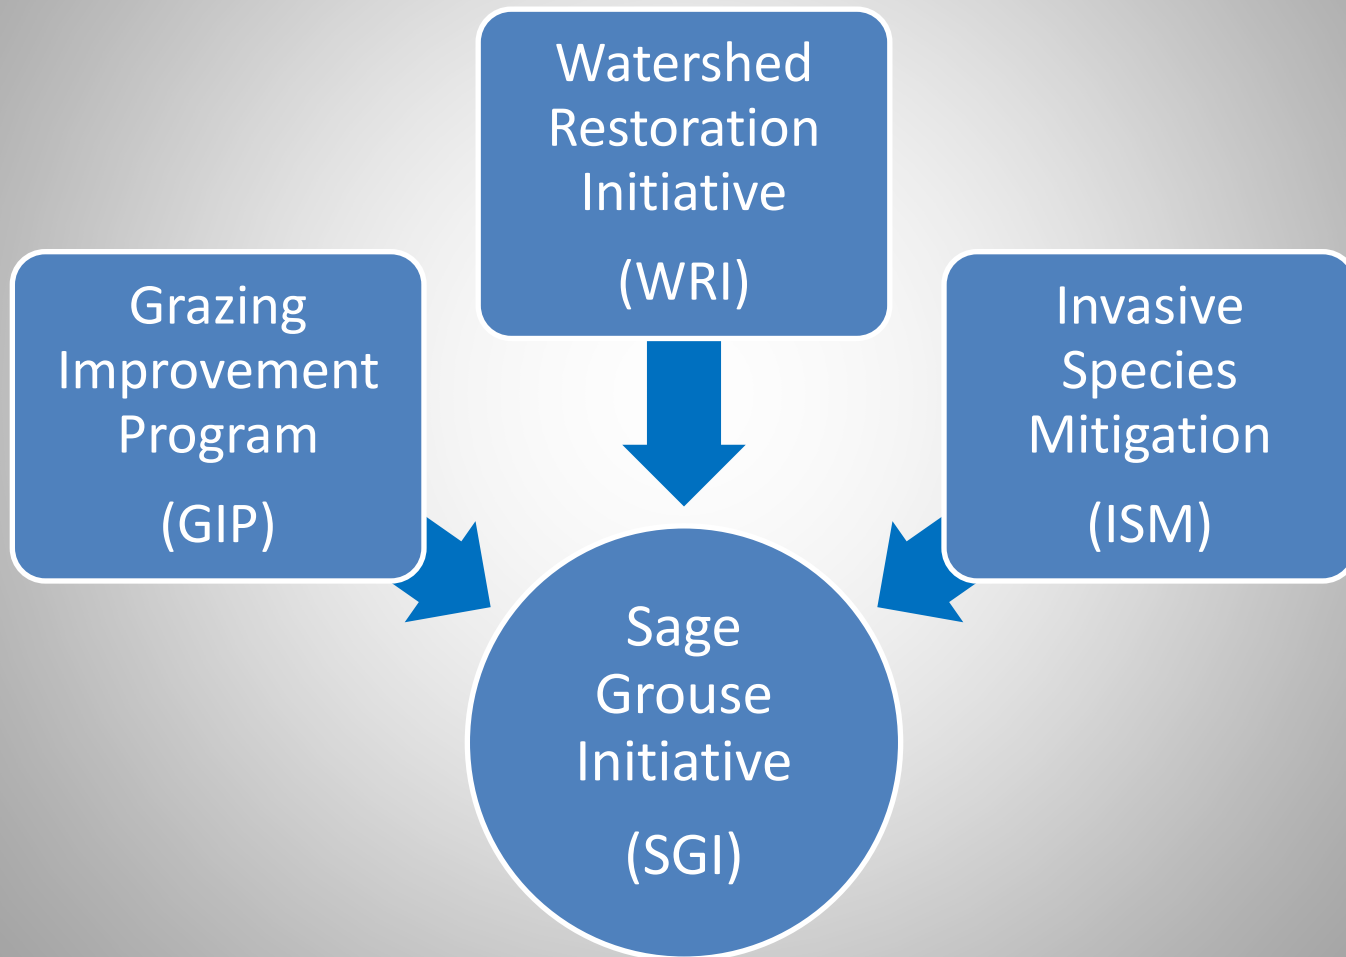 Watershed
Restoration
Initiative
(WRI)
Grazing
Improvement
Program
(GIP)
Invasive
Species
Mitigation
(ISM)
Sage
Grouse
Initiative
(SGI)